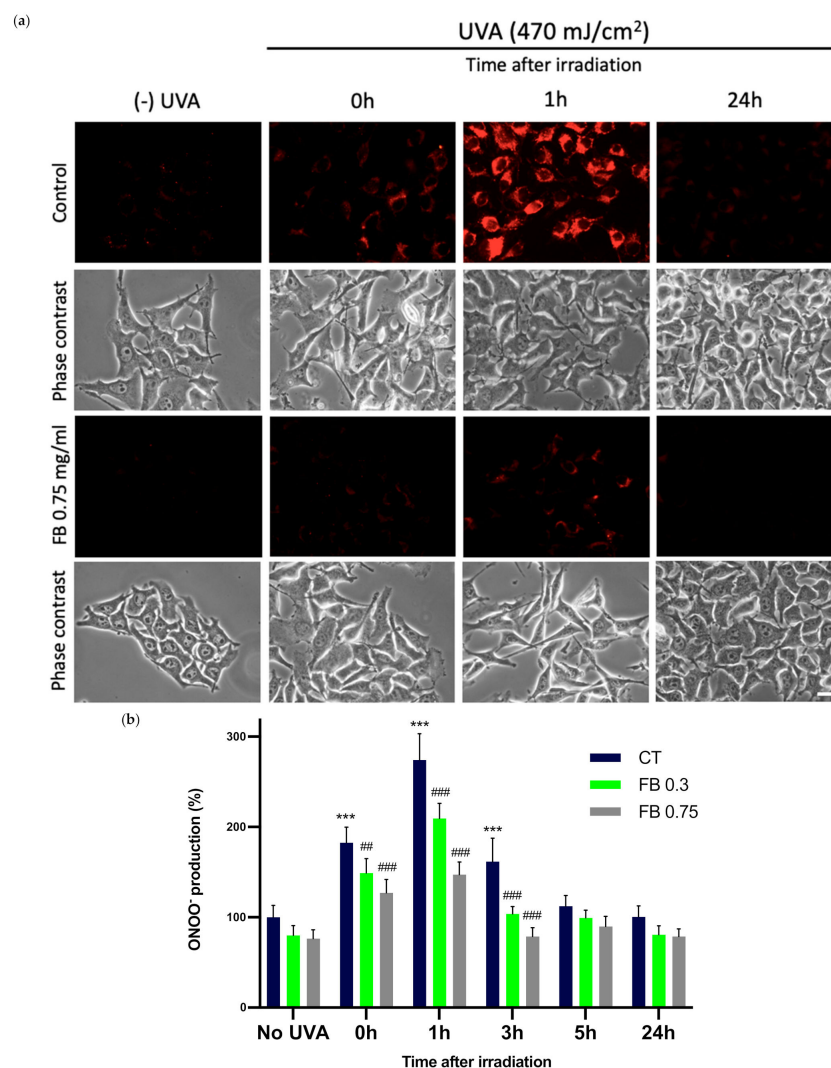 (a)
UVA (470 mJ/cm²)
Time after irradiation
(-) UVA 0h 1h 24h
Control
Phase contrast
FB 0.75 mg/ml
Phase contrast
(b)
300
200
100
0
ONOO⁻ production (%)
***
***
***
##
###
###
###
###
###
CT
FB 0.3
FB 0.75
No UVA 0h 1h 3h 5h 24h
Time after irradiation